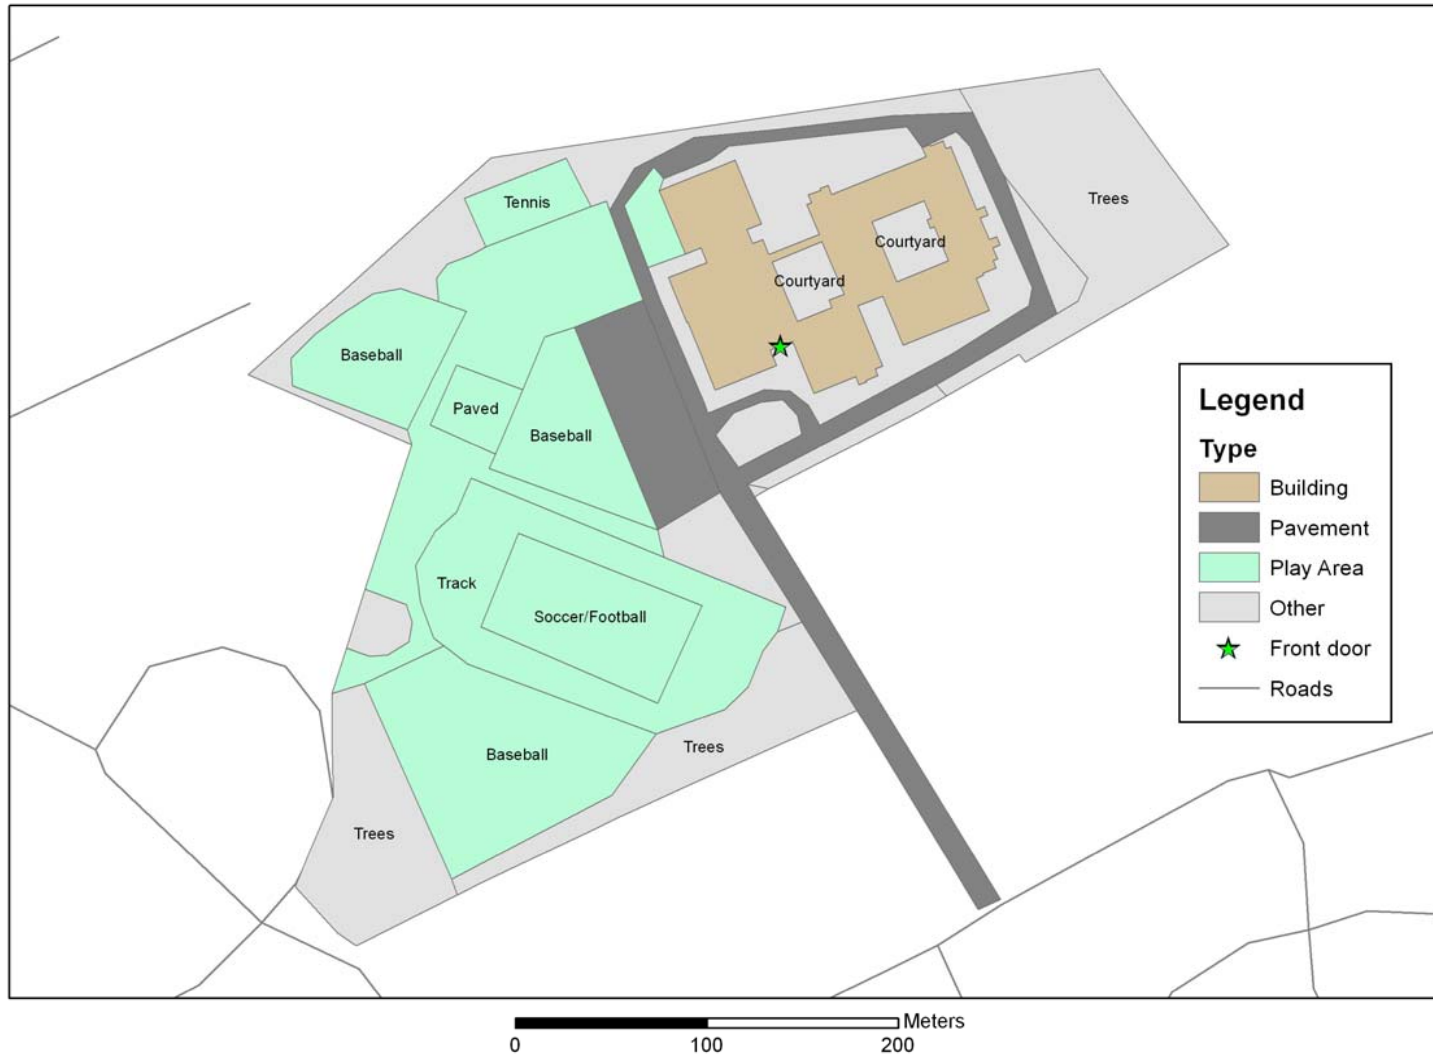 Trees
Tennis
Courtyard
Courtyard
Baseball
Paved
Baseball
Track
Soccer/Football
Baseball
Trees
Trees
Legend
Type
Building
Pavement
Play Area
Other
Front door
Roads
Meters
0 100 200